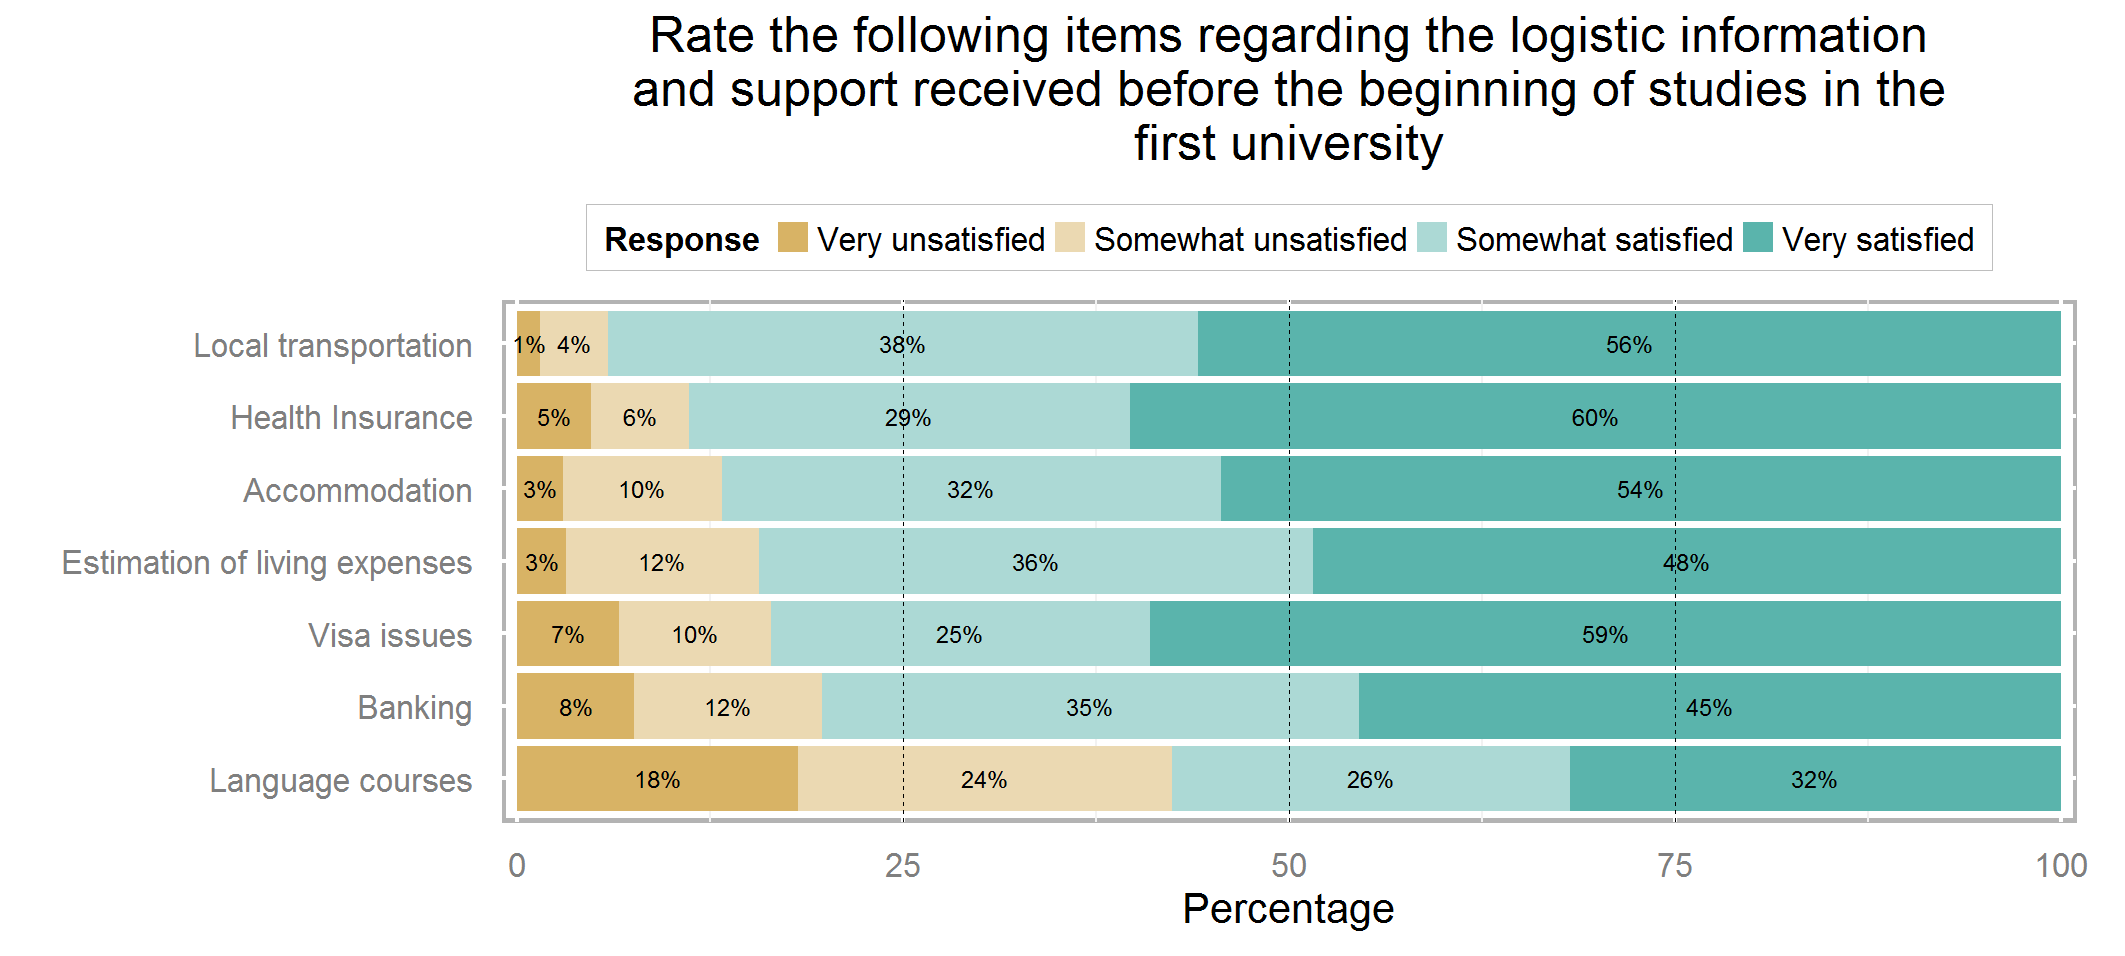 Rate the following items regarding the logistic information
and support received before the beginning of studies in the
first university
Response Very unsatisfied Somewhat unsatisfied Somewhat satisfied Very satisfied
Local transportation 1% 4% 38% 56%
Health Insurance 5% 6% 29% 60%
Accommodation 3% 10% 32% 54%
Estimation of living expenses 3% 12% 36% 48%
Visa issues 7% 10% 25% 59%
Banking 8% 12% 35% 45%
Language courses 18% 24% 26% 32%
0 25 50 75 100
Percentage